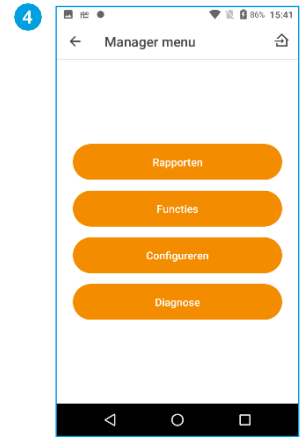 4
86% 15:41
Manager menu
Rapporten
Functies
Configureren
Diagnose